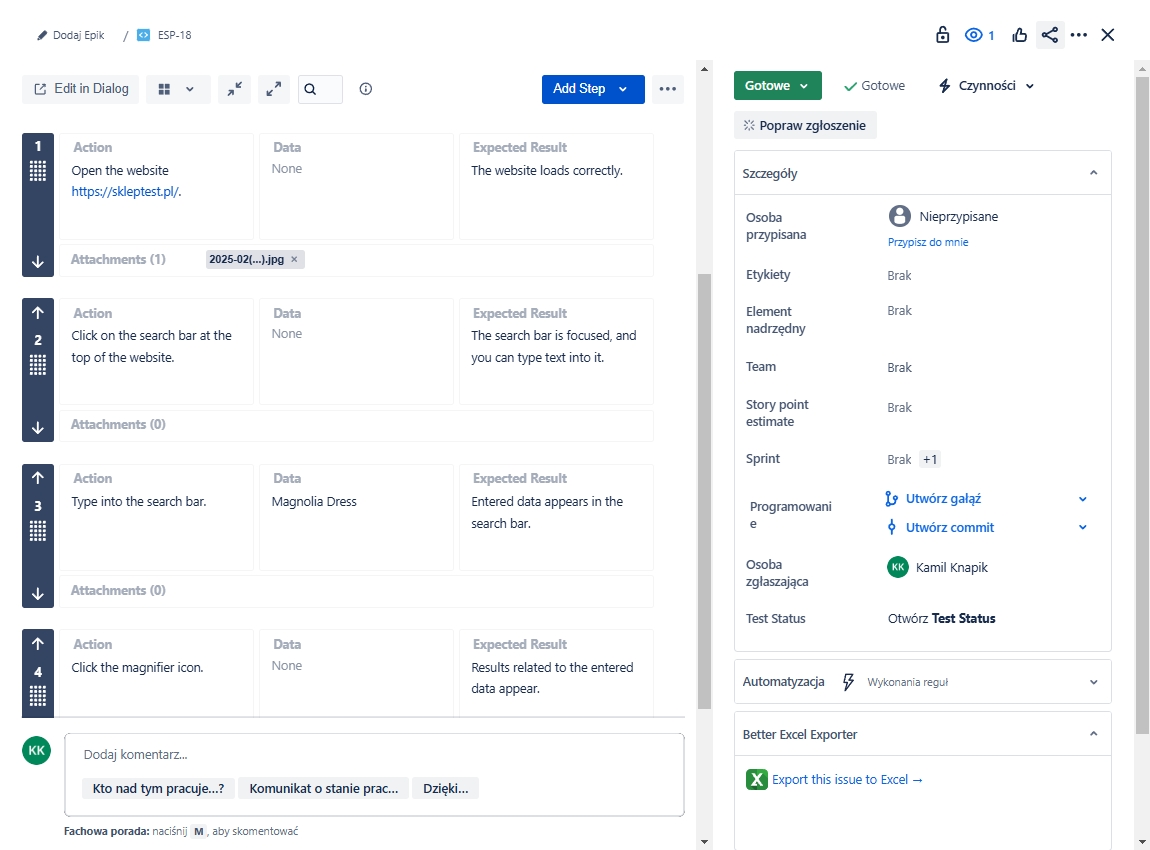 Dodaj Epik / ESP-18
1
Edit in Dialog
Add Step
1
Action
Open the website
https://skleptest.pl/.
Data
None
Expected Result
The website loads correctly.
Attachments (1)
2025-02(...).jpg ×
2
Action
Click on the search bar at the
top of the website.
Data
None
Expected Result
The search bar is focused, and
you can type text into it.
Attachments (0)
3
Action
Type into the search bar.
Data
Magnolia Dress
Expected Result
Entered data appears in the
search bar.
Attachments (0)
4
Action
Click the magnifier icon.
Data
None
Expected Result
Results related to the entered
data appear.
KK
Dodaj komentarz...
Kto nad tym pracuje...?
Komunikat o stanie prac...
Dzięki...
Fachowa porada: naciśnij M, aby skomentować
Gotowe
Gotowe
Czynności
Popraw zgłoszenie
Szczegóły
Osoba
przypisana
Nieprzypisane
Przypisz do mnie
Etykiety
Brak
Element
nadrzędny
Brak
Team
Brak
Story point
estimate
Brak
Sprint
Brak +1
Programowani
e
Utwórz gałąź
Utwórz commit
Osoba
zgłaszająca
KK Kamil Knapik
Test Status
Otwórz Test Status
Automatyzacja
Wykonania reguł
Better Excel Exporter
X Export this issue to Excel →